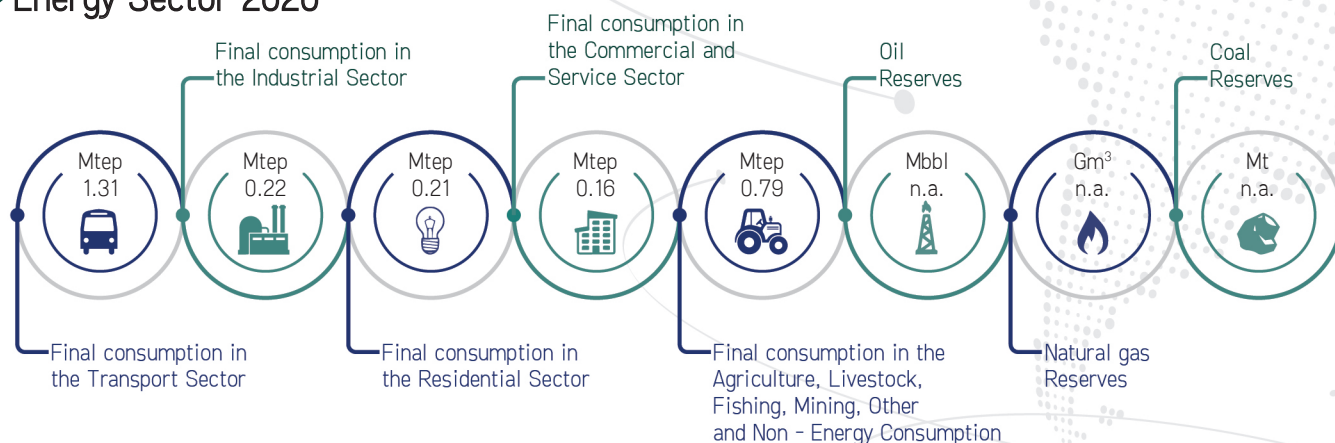 Energy Sector 2020
Final consumption in
the Industrial Sector
Final consumption in
the Commercial and
Service Sector
Oil
Reserves
Coal
Reserves
Mtep
1.31
Mtep
0.22
Mtep
0.21
Mtep
0.16
Mtep
0.79
Mbbl
n.a.
Gm³
n.a.
Mt
n.a.
Final consumption in
the Transport Sector
Final consumption in
the Residential Sector
Final consumption in the
Agriculture, Livestock,
Fishing, Mining, Other
and Non - Energy Consumption
Natural gas
Reserves